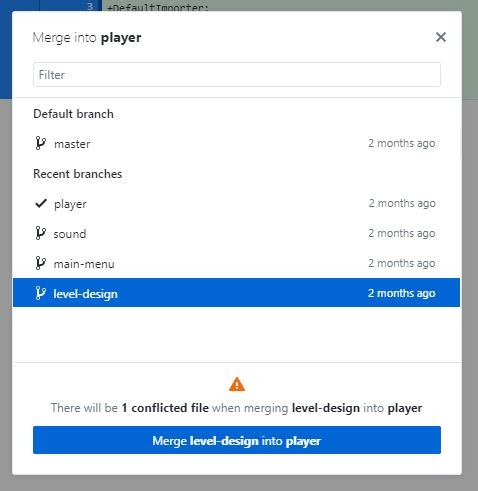 3 +DefaultImporter:
Merge into player
Filter
Default branch
master 2 months ago
Recent branches
player 2 months ago
sound 2 months ago
main-menu 2 months ago
level-design 2 months ago
There will be 1 conflicted file when merging level-design into player
Merge level-design into player